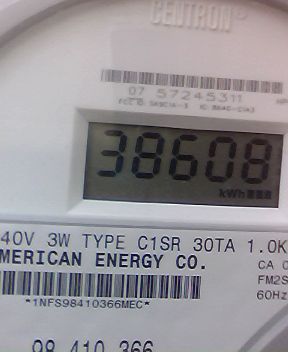 CENTRON
07 57245311
38608
kWh
40V 3W TYPE C1SR 30TA 1.0K
MERICAN ENERGY CO.
CA 0
FM2S
60Hz
*1NFS98410366MEC*
98 410 366